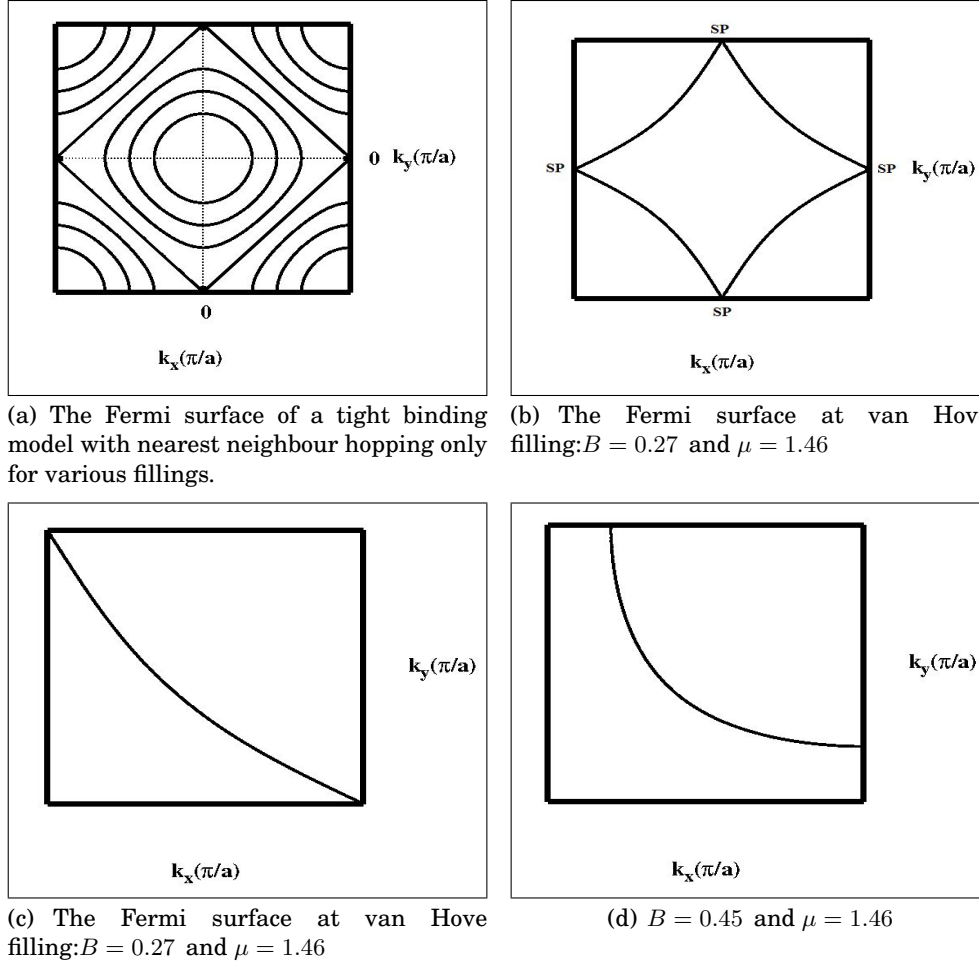 SP
0 k_y(π/a)
SP SP k_y(π/a)
0
SP
k_x(π/a)
k_x(π/a)
(a) The Fermi surface of a tight binding
model with nearest neighbour hopping only
for various fillings.
(b) The Fermi surface at van Hov
filling:B = 0.27 and μ = 1.46
k_y(π/a)
k_x(π/a)
k_y(π/a)
k_x(π/a)
(c) The Fermi surface at van Hove
filling:B = 0.27 and μ = 1.46
(d) B = 0.45 and μ = 1.46